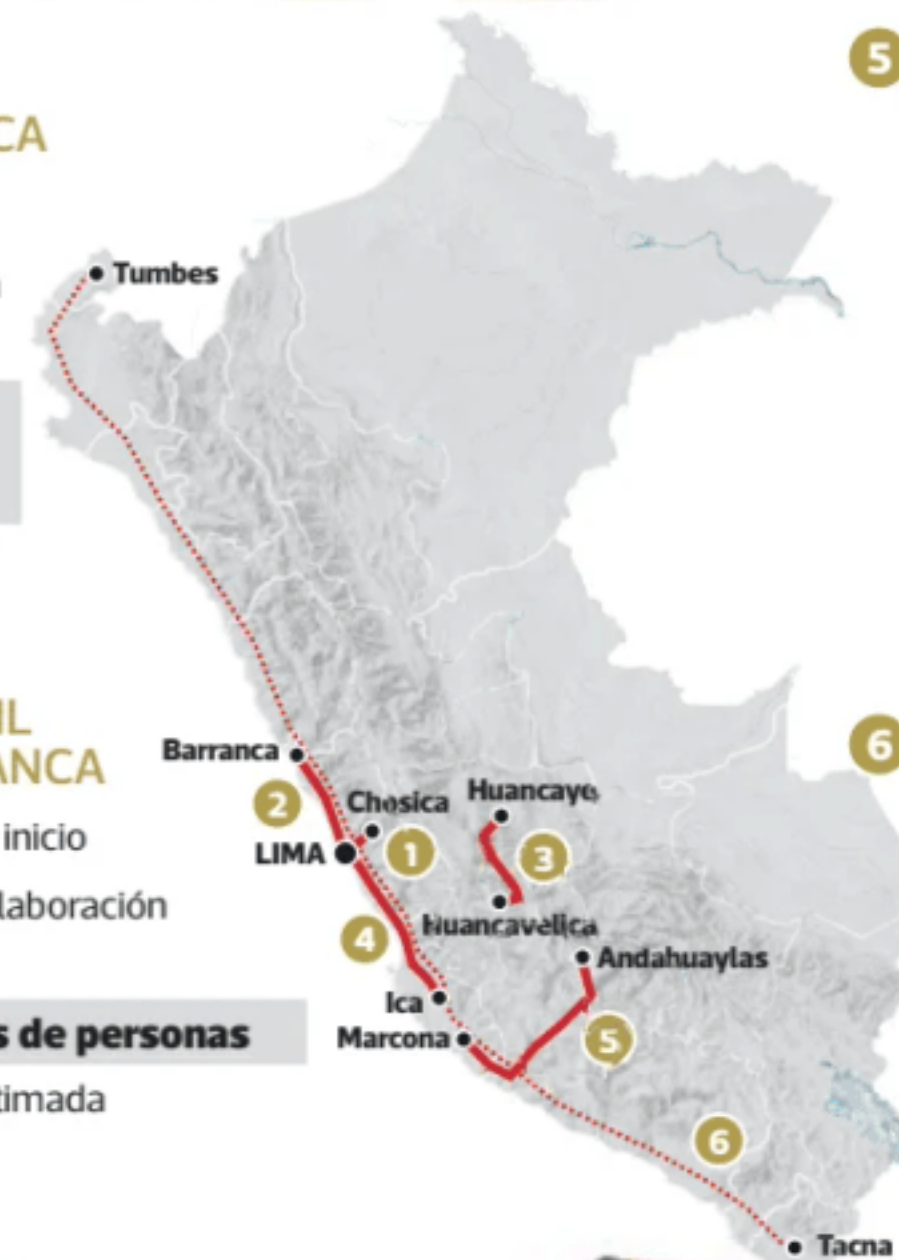 5
CA
Tumbes
IL
ANCA
inicio
laboración
s de personas
timada
6
Barranca
2
Chosica
Huancayo
LIMA
1
3
Huancavelica
4
Andahuaylas
Ica
Marcona
5
6
Tacna